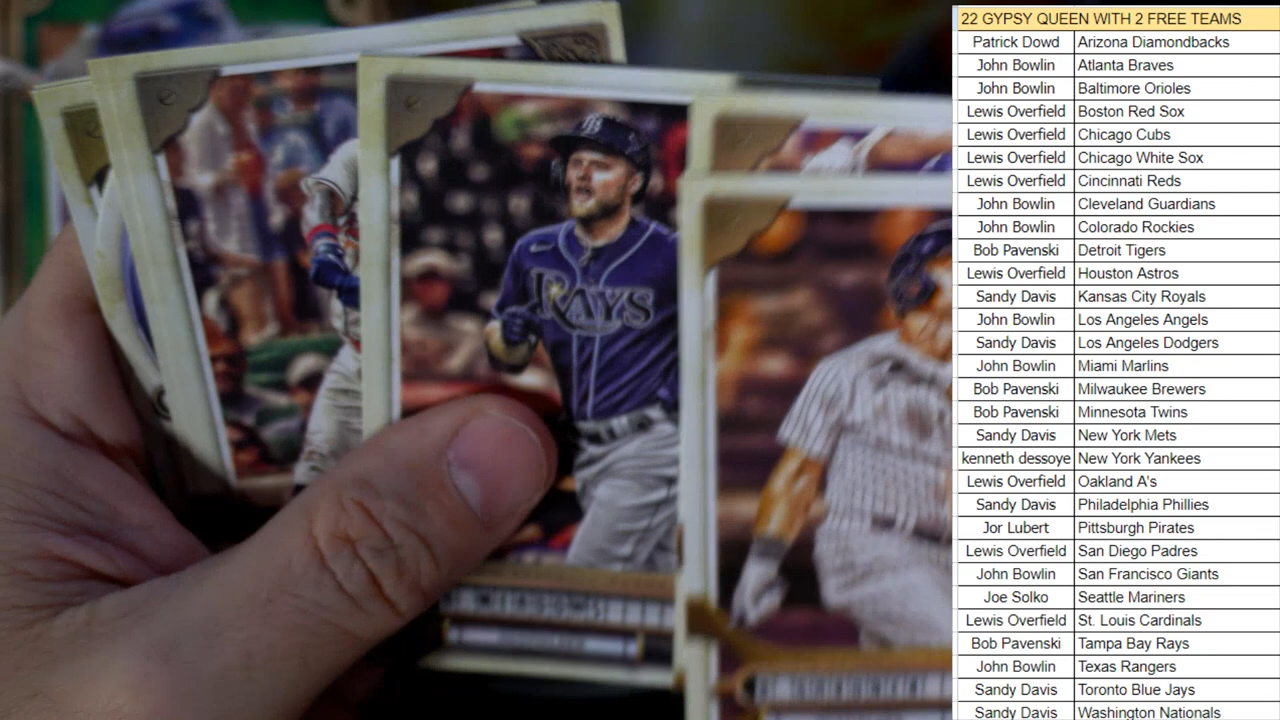 22 GYPSY QUEEN WITH 2 FREE TEAMS
Patrick Dowd Arizona Diamondbacks
John Bowlin Atlanta Braves
John Bowlin Baltimore Orioles
Lewis Overfield Boston Red Sox
Lewis Overfield Chicago Cubs
Lewis Overfield Chicago White Sox
Lewis Overfield Cincinnati Reds
John Bowlin Cleveland Guardians
John Bowlin Colorado Rockies
Bob Pavenski Detroit Tigers
Lewis Overfield Houston Astros
Sandy Davis Kansas City Royals
John Bowlin Los Angeles Angels
Sandy Davis Los Angeles Dodgers
John Bowlin Miami Marlins
Bob Pavenski Milwaukee Brewers
Bob Pavenski Minnesota Twins
Sandy Davis New York Mets
kenneth dessoye New York Yankees
Lewis Overfield Oakland A's
Sandy Davis Philadelphia Phillies
Jor Lubert Pittsburgh Pirates
Lewis Overfield San Diego Padres
John Bowlin San Francisco Giants
Joe Solko Seattle Mariners
Lewis Overfield St. Louis Cardinals
Bob Pavenski Tampa Bay Rays
John Bowlin Texas Rangers
Sandy Davis Toronto Blue Jays
Sandy Davis Washington Nationals
RAYS